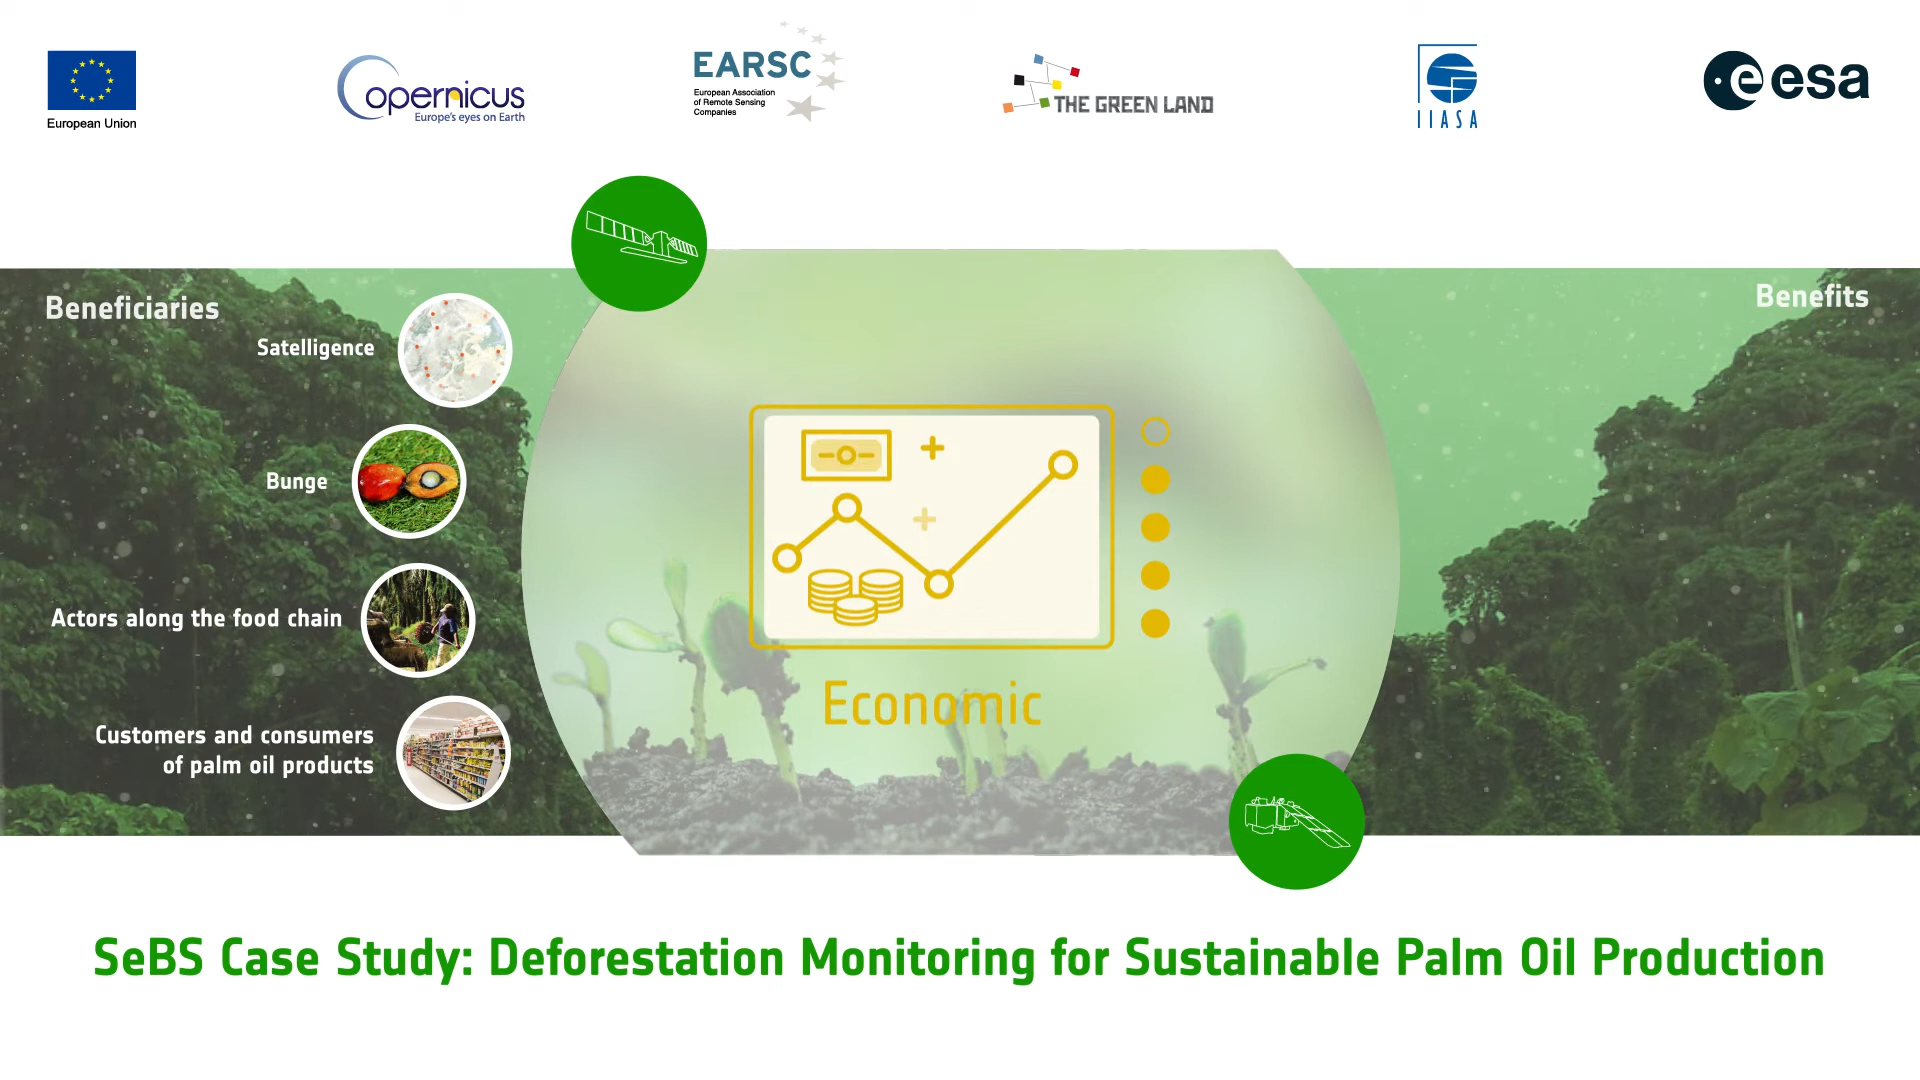 European Union
Copernicus
Europe's eyes on Earth
EARSC
European Association
of Remote Sensing
Companies
THE GREEN LAND
IIASA
esa
Beneficiaries
Benefits
Satelligence
Bunge
Actors along the food chain
Customers and consumers
of palm oil products
Economic
SeBS Case Study: Deforestation Monitoring for Sustainable Palm Oil Production